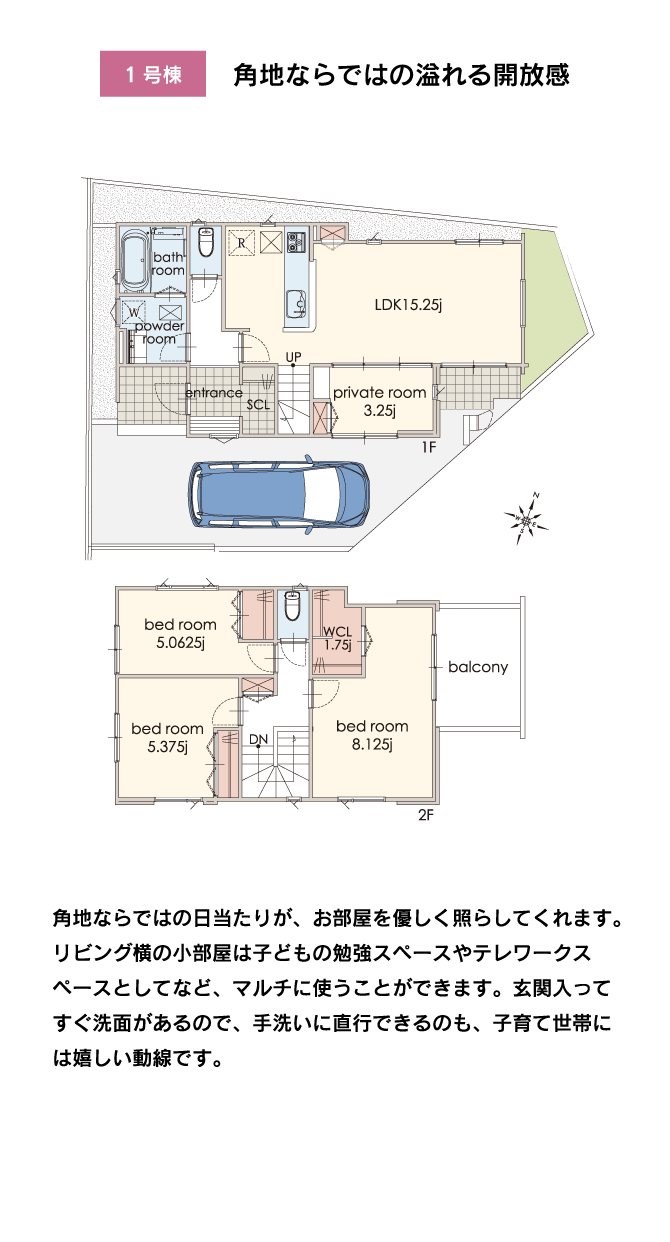 1 号棟
角地ならではの溢れる開放感
bath
room
R
W
powder
room
LDK15.25j
UP
entrance
SCL
private room
3.25j
1F
N
W
E
S
bed room
5.0625j
WCL
1.75j
balcony
bed room
5.375j
DN
bed room
8.125j
2F
角地ならではの日当たりが、お部屋を優しく照らしてくれます。
リビング横の小部屋は子どもの勉強スペースやテレワークス
ペースとしてなど、マルチに使うことができます。玄関入って
すぐ洗面があるので、手洗いに直行できるのも、子育て世帯に
は嬉しい動線です。